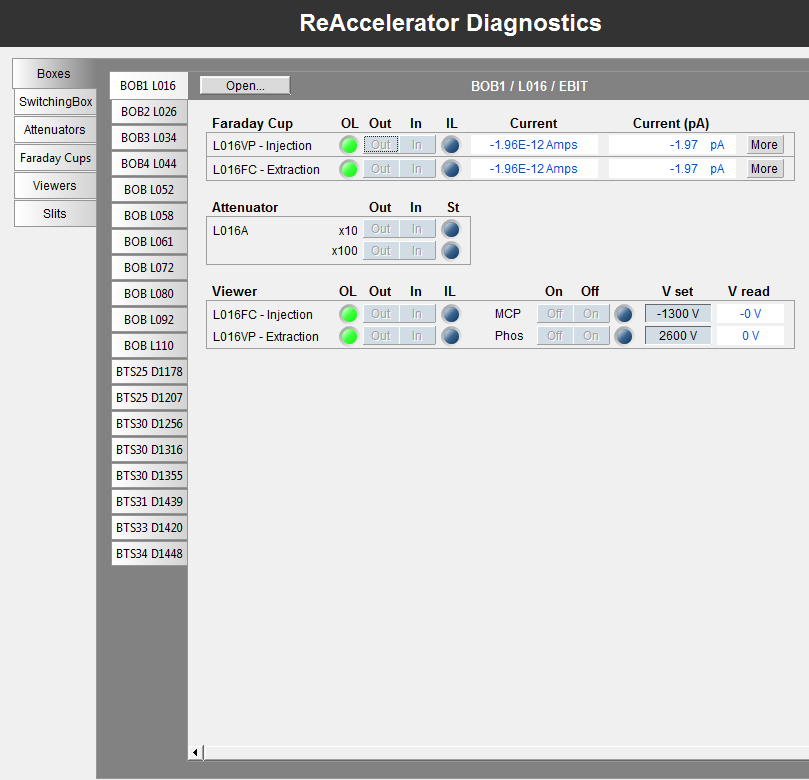 ReAccelerator Diagnostics
Boxes
SwitchingBox
Attenuators
Faraday Cups
Viewers
Slits
BOB1 L016
BOB2 L026
BOB3 L034
BOB4 L044
BOB L052
BOB L058
BOB L061
BOB L072
BOB L080
BOB L092
BOB L110
BTS25 D1178
BTS25 D1207
BTS30 D1256
BTS30 D1316
BTS30 D1355
BTS31 D1439
BTS33 D1420
BTS34 D1448
Open... BOB1 / L016 / EBIT
Faraday Cup OL Out In IL Current Current (pA)
L016VP - Injection Out In -1.96E-12 Amps -1.97 pA More
L016FC - Extraction Out In -1.96E-12 Amps -1.97 pA More
Attenuator Out In St
L016A x10 Out In
x100 Out In
Viewer OL Out In IL On Off V set V read
L016FC - Injection Out In MCP Off On -1300 V -0 V
L016VP - Extraction Out In Phos Off On 2600 V 0 V